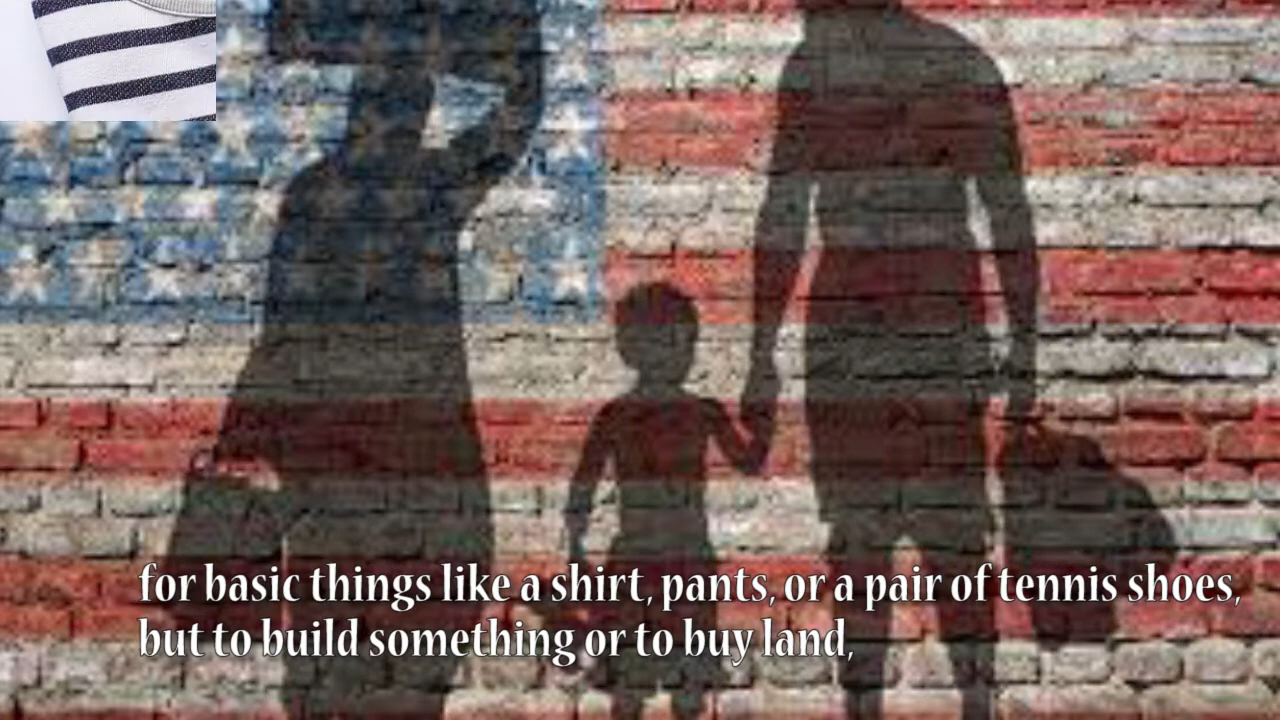 for basic things like a shirt, pants, or a pair of tennis shoes,
but to build something or to buy land,